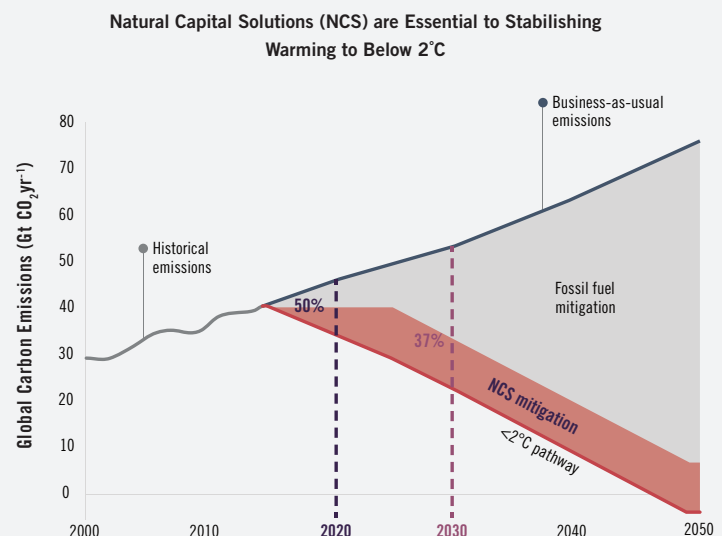 Natural Capital Solutions (NCS) are Essential to Stabilishing
Warming to Below 2˚C
Business-as-usual
emissions
Global Carbon Emissions (Gt CO₂yr⁻¹)
80
70
60
50
40
30
20
10
0
Historical
emissions
Fossil fuel
mitigation
50%
37%
NCS mitigation
<2°C pathway
2000
2010
2020
2030
2040
2050